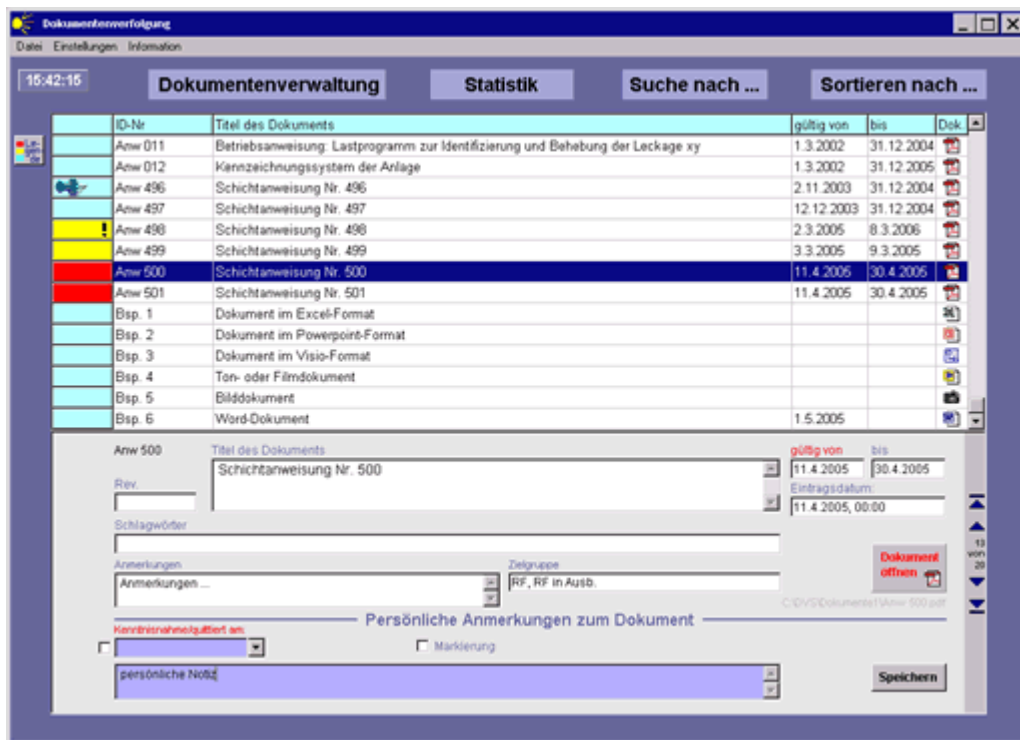 Dokumentenverfolgung
Datei Einstellungen Information
15:42:15 Dokumentenverwaltung Statistik Suche nach ... Sortieren nach ...
ID-Nr Titel des Dokuments gültig von bis Dok.
Anw 011 Betriebsanweisung: Lastprogramm zur Identifizierung und Behebung der Leckage xy 1.3.2002 31.12.2004
Anw 012 Kennzeichnungssystem der Anlage 1.3.2002 31.12.2005
Anw 496 Schichtanweisung Nr. 496 2.11.2003 31.12.2004
Anw 497 Schichtanweisung Nr. 497 12.12.2003 31.12.2004
! Anw 498 Schichtanweisung Nr. 498 2.3.2005 8.3.2006
Anw 499 Schichtanweisung Nr. 499 3.3.2005 9.3.2005
Anw 500 Schichtanweisung Nr. 500 11.4.2005 30.4.2005
Anw 501 Schichtanweisung Nr. 501 11.4.2005 30.4.2005
Bsp. 1 Dokument im Excel-Format
Bsp. 2 Dokument im Powerpoint-Format
Bsp. 3 Dokument im Visio-Format
Bsp. 4 Ton- oder Filmdokument
Bsp. 5 Bilddokument
Bsp. 6 Word-Dokument 1.5.2005
Anw 500 Titel des Dokuments gültig von bis
Schichtanweisung Nr. 500 11.4.2005 30.4.2005
Rev. Eintragsdatum:
11.4.2005, 00:00
Schlagwörter
13
von
20
Anmerkungen Zielgruppe
Anmerkungen ... RF, RF in Ausb.
Dokument
öffnen
C:\DVS\Dokumente1\Anw 500.pdf
Persönliche Anmerkungen zum Dokument
Kenntnisnahme/quittiert am:
Markierung
persönliche Notiz
Speichern